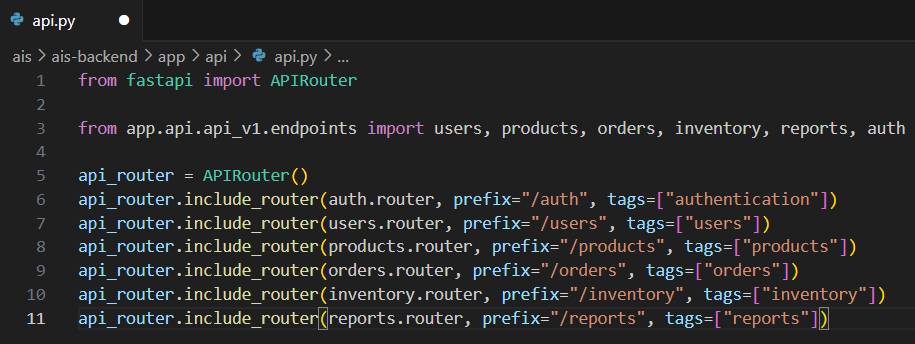 api.py
ais > ais-backend > app > api > api.py > ...
1 from fastapi import APIRouter
2
3 from app.api.api_v1.endpoints import users, products, orders, inventory, reports, auth
4
5 api_router = APIRouter()
6 api_router.include_router(auth.router, prefix="/auth", tags=["authentication"])
7 api_router.include_router(users.router, prefix="/users", tags=["users"])
8 api_router.include_router(products.router, prefix="/products", tags=["products"])
9 api_router.include_router(orders.router, prefix="/orders", tags=["orders"])
10 api_router.include_router(inventory.router, prefix="/inventory", tags=["inventory"])
11 api_router.include_router(reports.router, prefix="/reports", tags=["reports"])